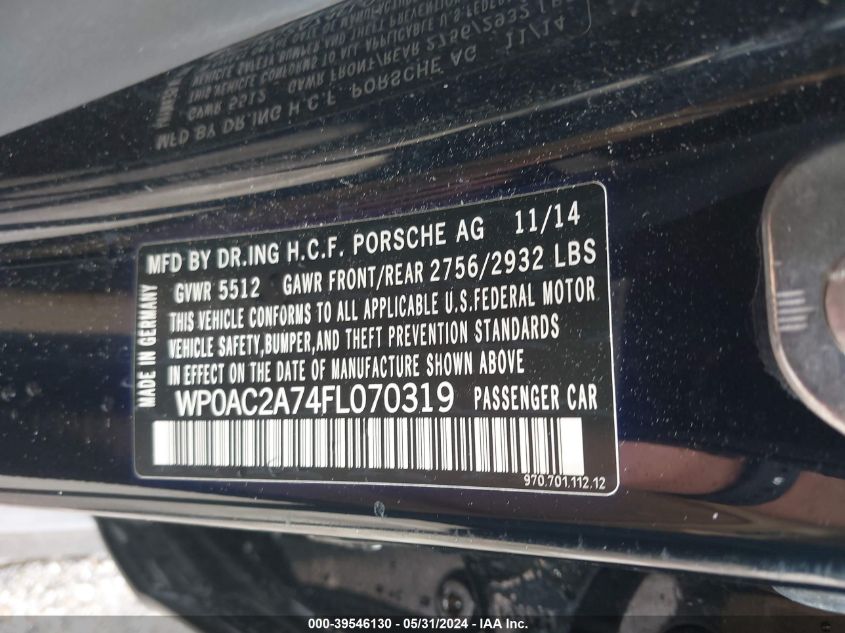 MFD BY DR.ING H.C.F. PORSCHE AG 11/14
GVWR 5512 GAWR FRONT/REAR 2756/2932 LBS
THIS VEHICLE CONFORMS TO ALL APPLICABLE U.S.FEDERAL MOTOR
VEHICLE SAFETY,BUMPER,AND THEFT PREVENTION STANDARDS
IN EFFECT ON THE DATE OF MANUFACTURE SHOWN ABOVE
WP0AC2A74FL070319 PASSENGER CAR
MADE IN GERMANY
970.701.112.12
000-39546130 - 05/31/2024 - IAA Inc.